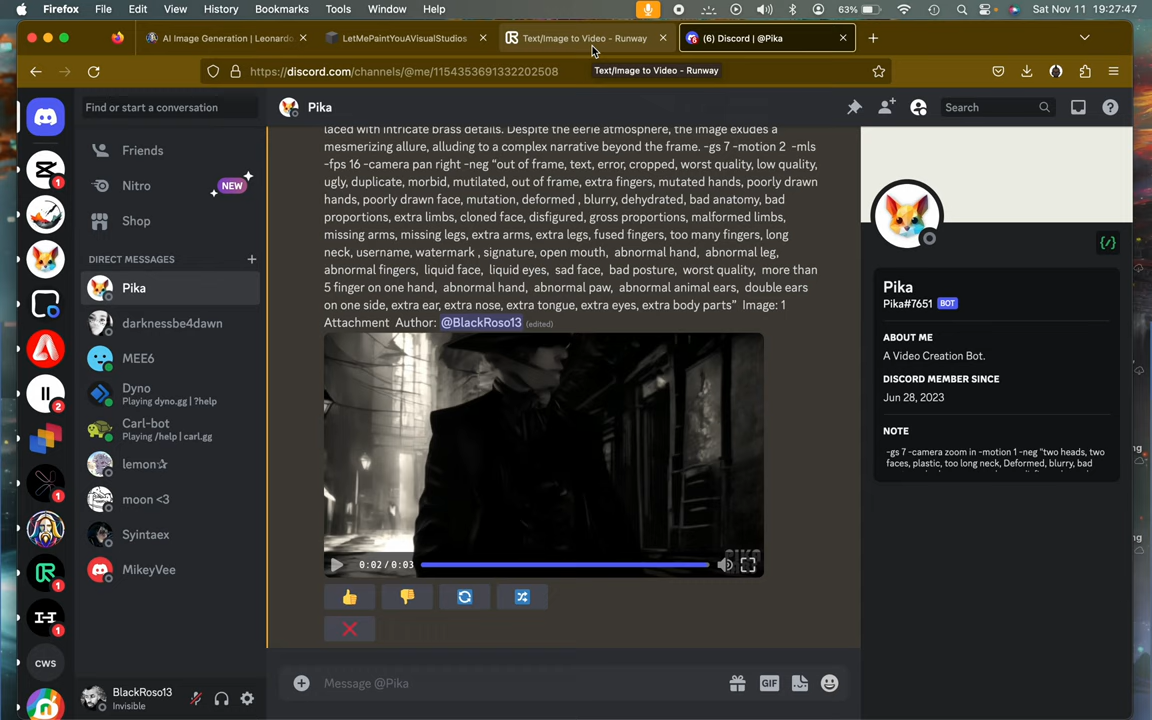 Firefox File Edit View History Bookmarks Tools Window Help 63% Sat Nov 11 19:27:47
AI Image Generation | Leonardo LetMePaintYouAVisualStudios Text/Image to Video - Runway (6) Discord | @Pika
https://discord.com/channels/@me/1154353691332202508
Text/Image to Video - Runway
Find or start a conversation
Pika
Search
Friends
Nitro
NEW
Shop
DIRECT MESSAGES
Pika
darknessbe4dawn
MEE6
Dyno
Playing dyno.gg | ?help
Carl-bot
Playing /help | carl.gg
lemon
moon <3
Syintaex
MikeyVee
BlackRoso13
Invisible
1
2
1
1
1
CWS
laced with intricate brass details. Despite the eerie atmosphere, the image exudes a
mesmerizing allure, alluding to a complex narrative beyond the frame. -gs 7 -motion 2 -mls
-fps 16 -camera pan right -neg "out of frame, text, error, cropped, worst quality, low quality,
ugly, duplicate, morbid, mutilated, out of frame, extra fingers, mutated hands, poorly drawn
hands, poorly drawn face, mutation, deformed , blurry, dehydrated, bad anatomy, bad
proportions, extra limbs, cloned face, disfigured, gross proportions, malformed limbs,
missing arms, missing legs, extra arms, extra legs, fused fingers, too many fingers, long
neck, username, watermark , signature, open mouth, abnormal hand, abnormal leg,
abnormal fingers, liquid face, liquid eyes, sad face, bad posture, worst quality, more than
5 finger on one hand, abnormal hand, abnormal paw, abnormal animal ears, double ears
on one side, extra ear, extra nose, extra tongue, extra eyes, extra body parts" Image: 1
Attachment Author: @BlackRoso13 (edited)
0:02/0:03
PIKA
Message @Pika
GIF
Pika
Pika#7651 BOT
ABOUT ME
A Video Creation Bot.
DISCORD MEMBER SINCE
Jun 28, 2023
NOTE
-gs 7 -camera zoom in -motion 1 -neg "two heads, two
faces, plastic, too long neck, Deformed, blurry, bad
ng
ng